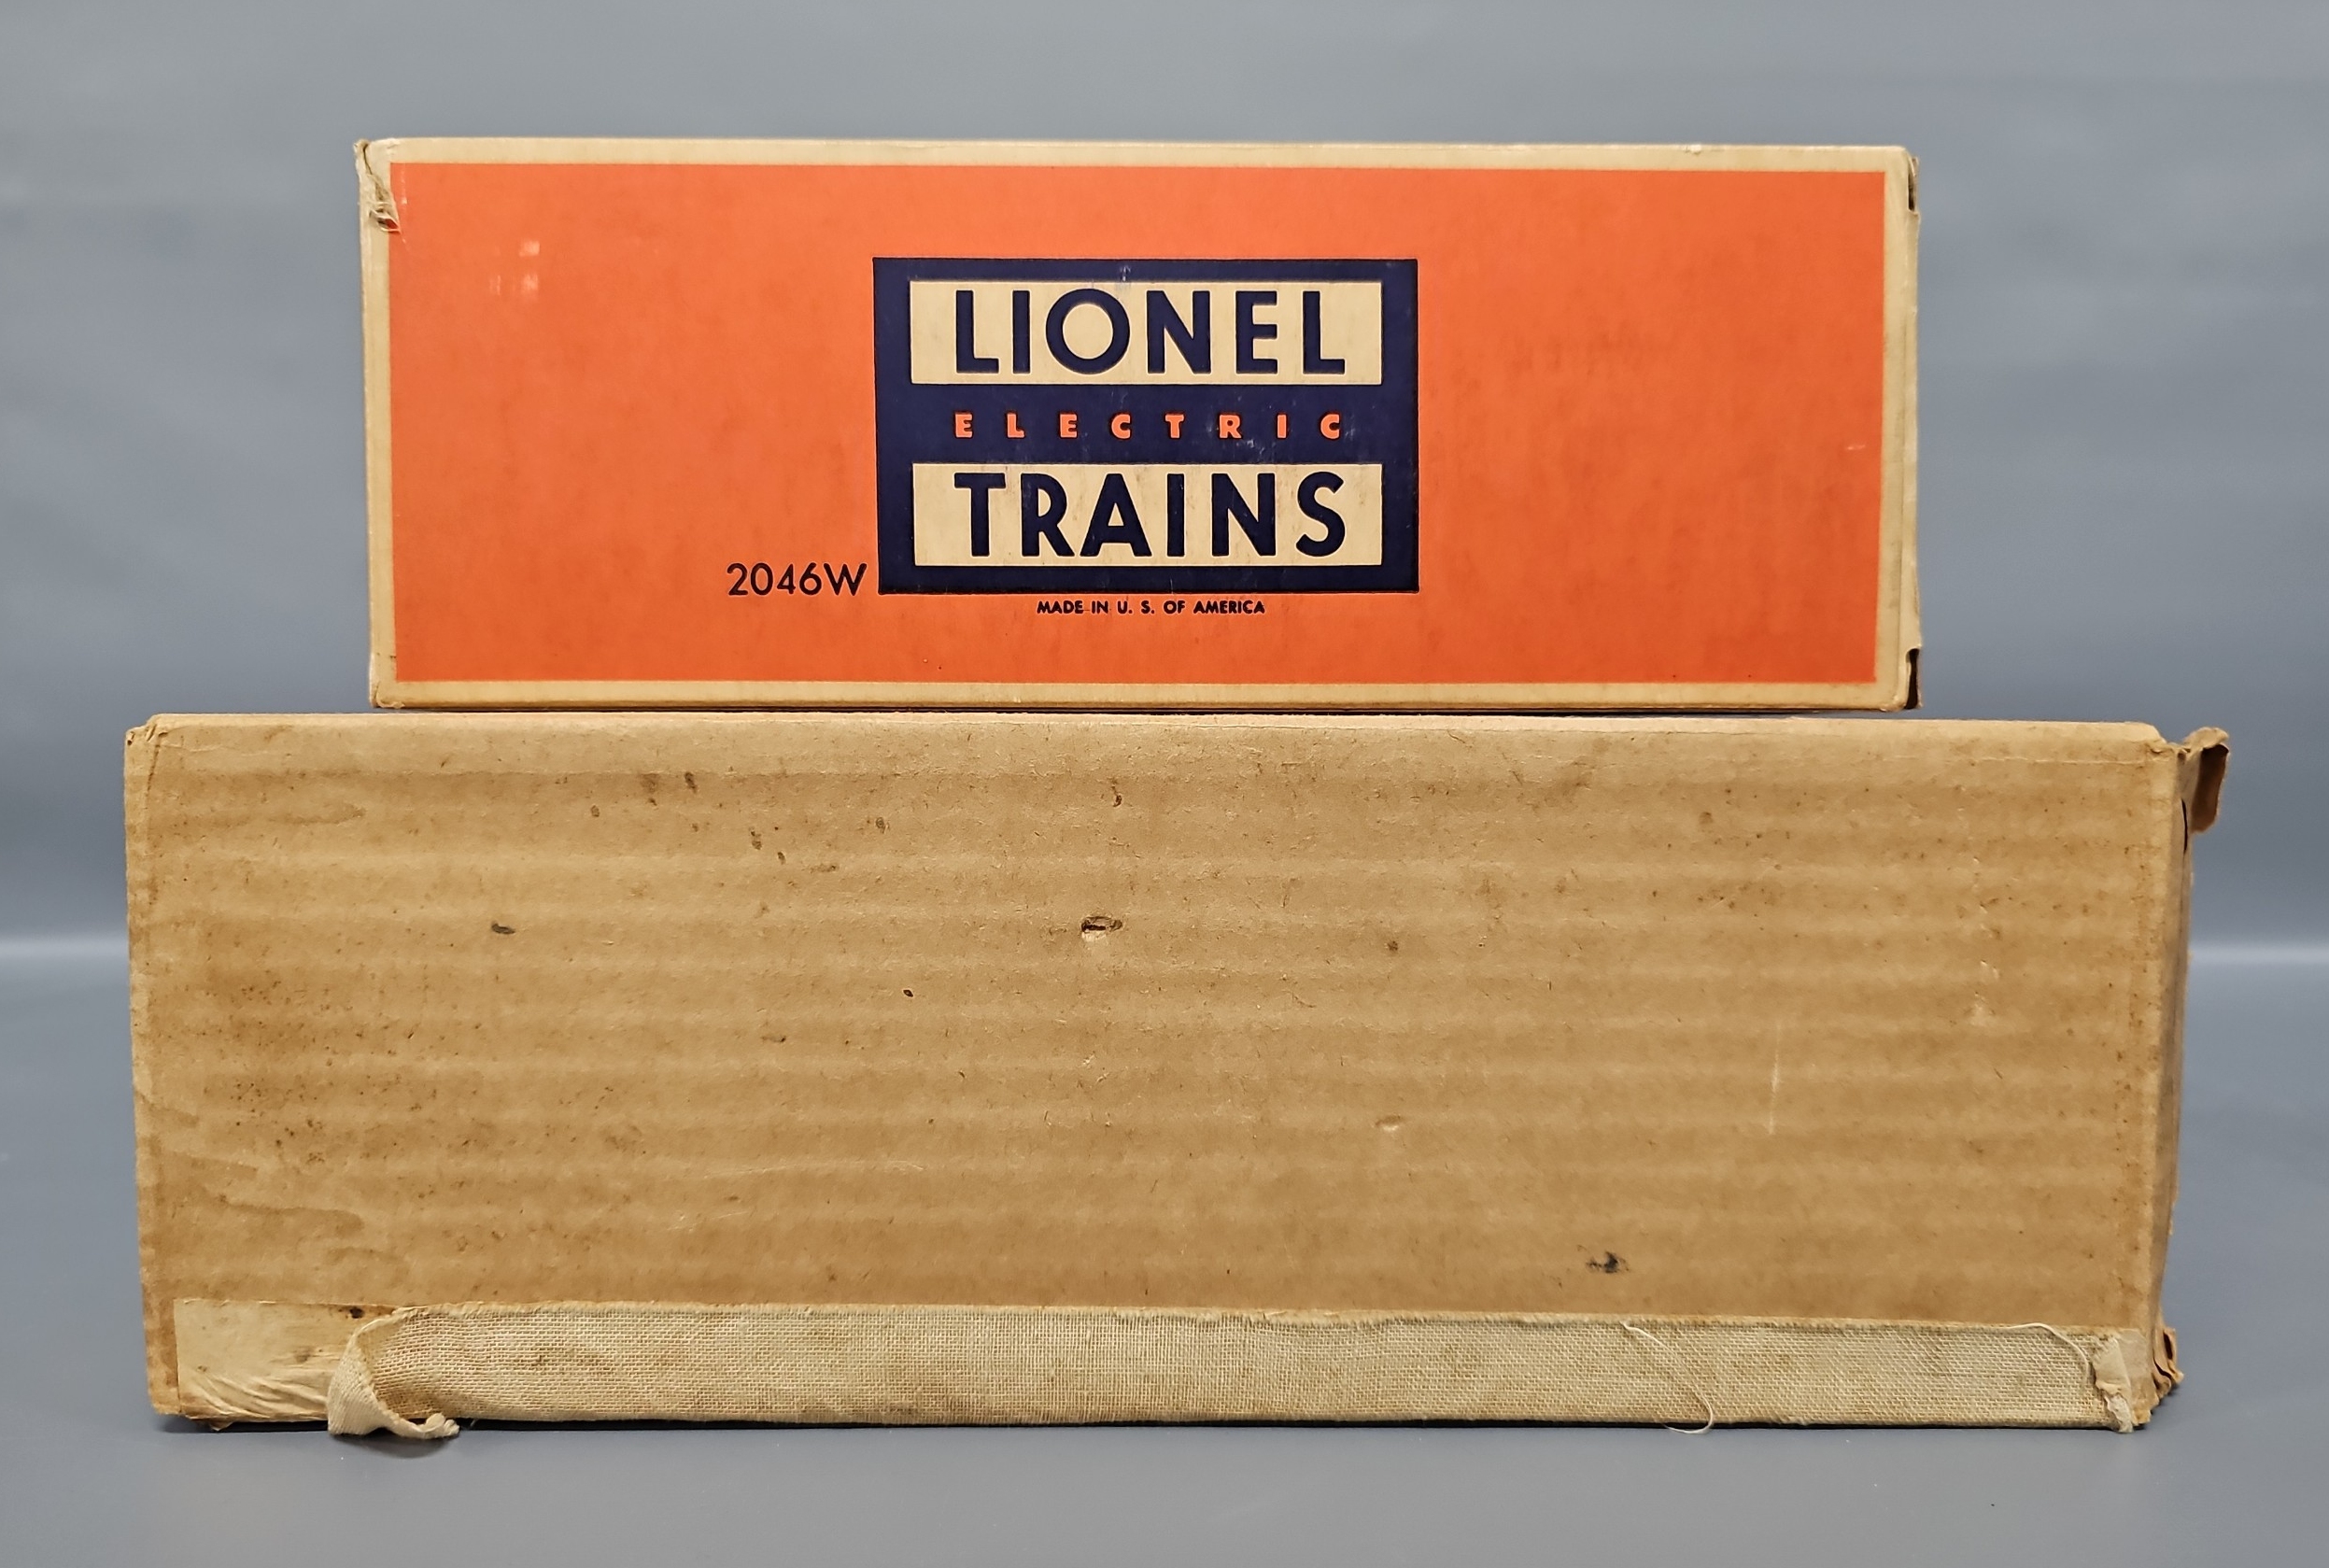 LIONEL
ELECTRIC
TRAINS
2046W
MADE IN U. S. OF AMERICA